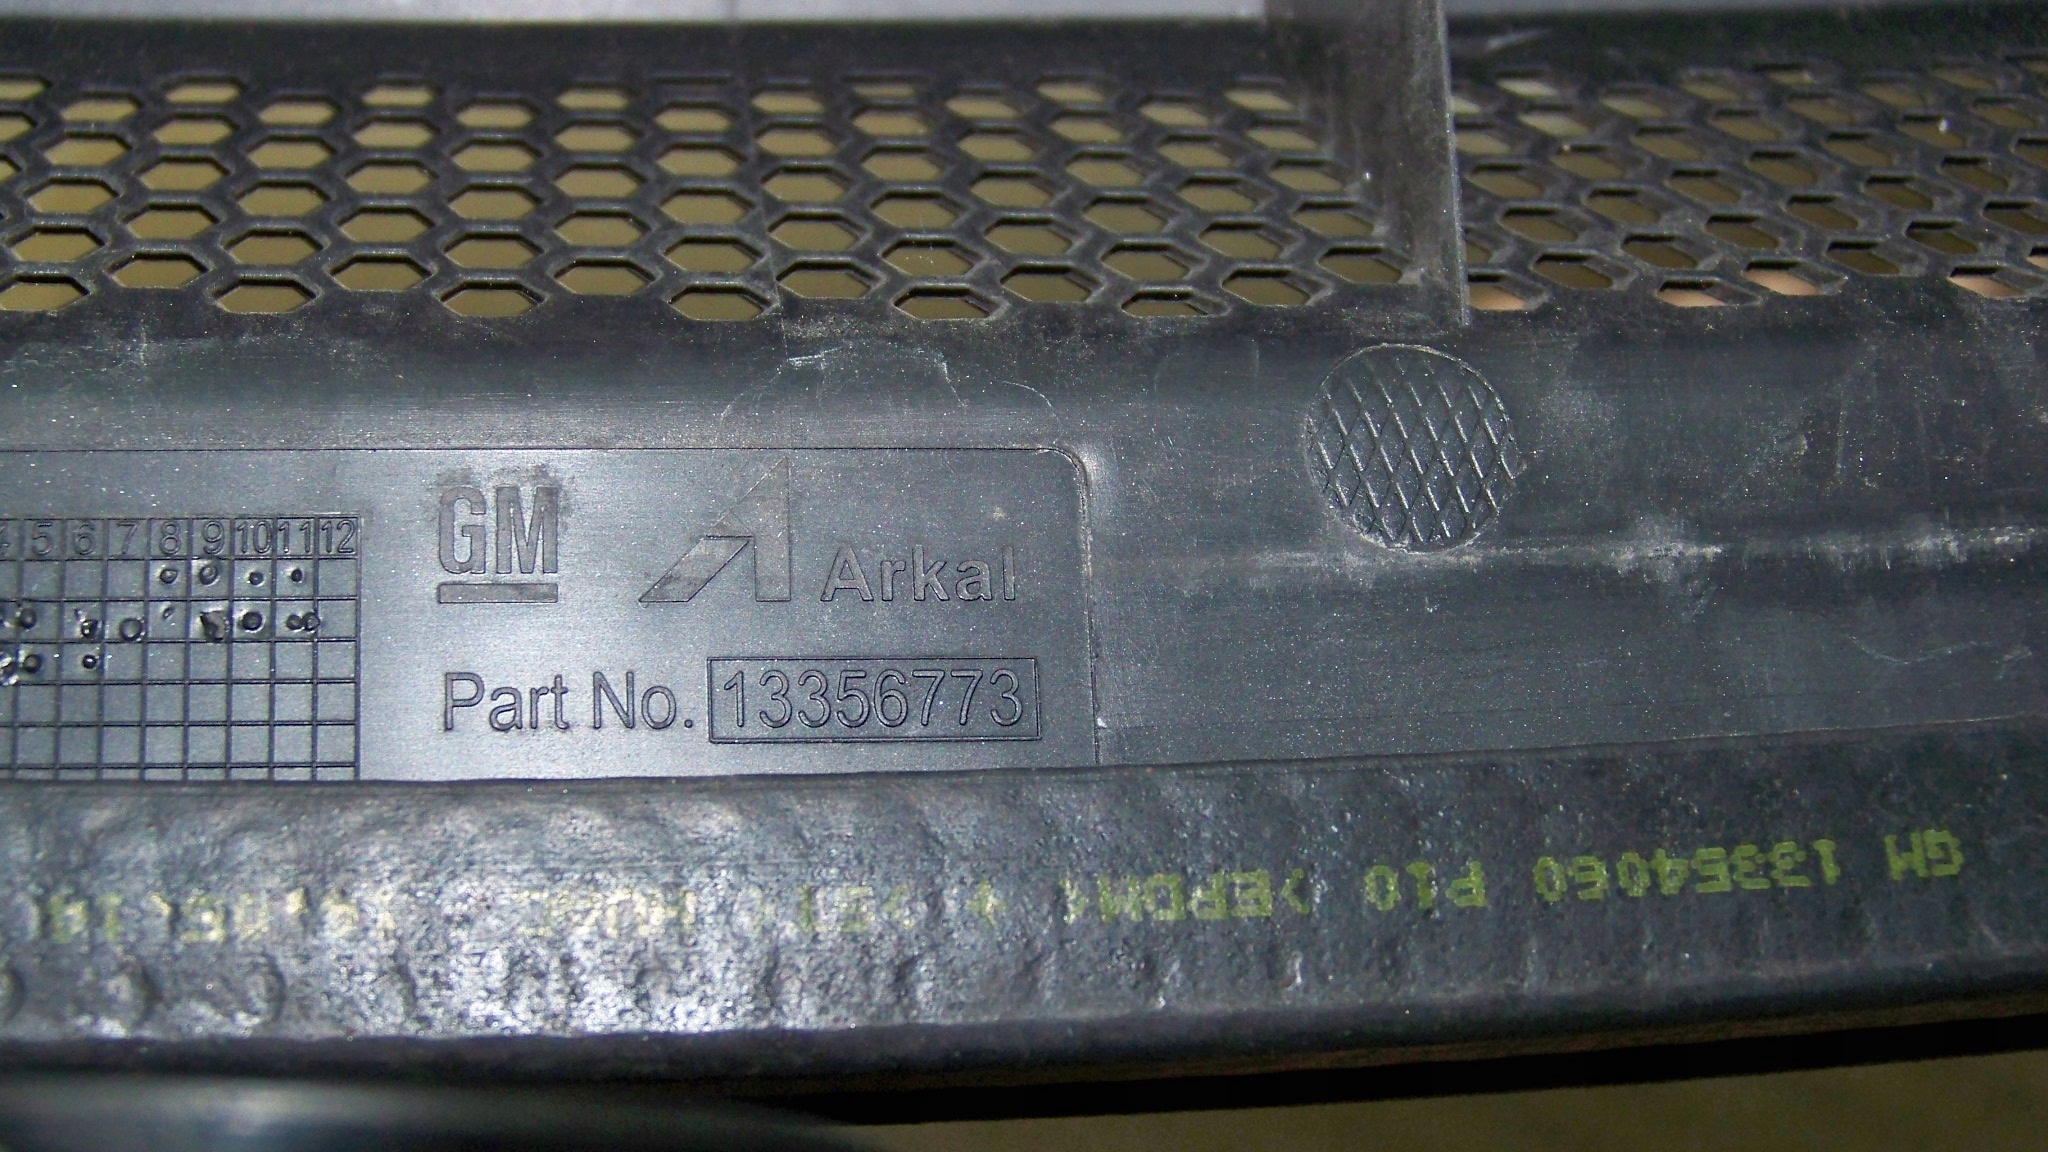 4 5 6 7 8 9 10 11 12
GM
Arkal
Part No. 13356773
GM 13354060 P10 >EPDM<